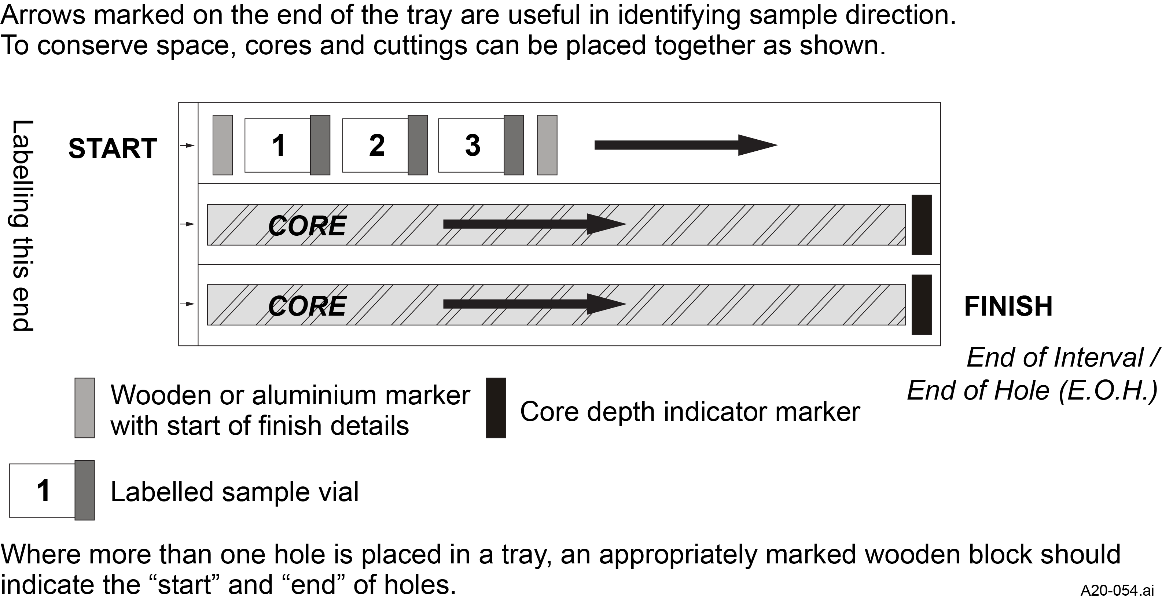 Arrows marked on the end of the tray are useful in identifying sample direction.
To conserve space, cores and cuttings can be placed together as shown.
Labelling this end
START
1
2
3
CORE
CORE
FINISH
End of Interval /
End of Hole (E.O.H.)
Wooden or aluminium marker
with start of finish details
Core depth indicator marker
1
Labelled sample vial
Where more than one hole is placed in a tray, an appropriately marked wooden block should
indicate the “start” and “end” of holes.
A20-054.ai